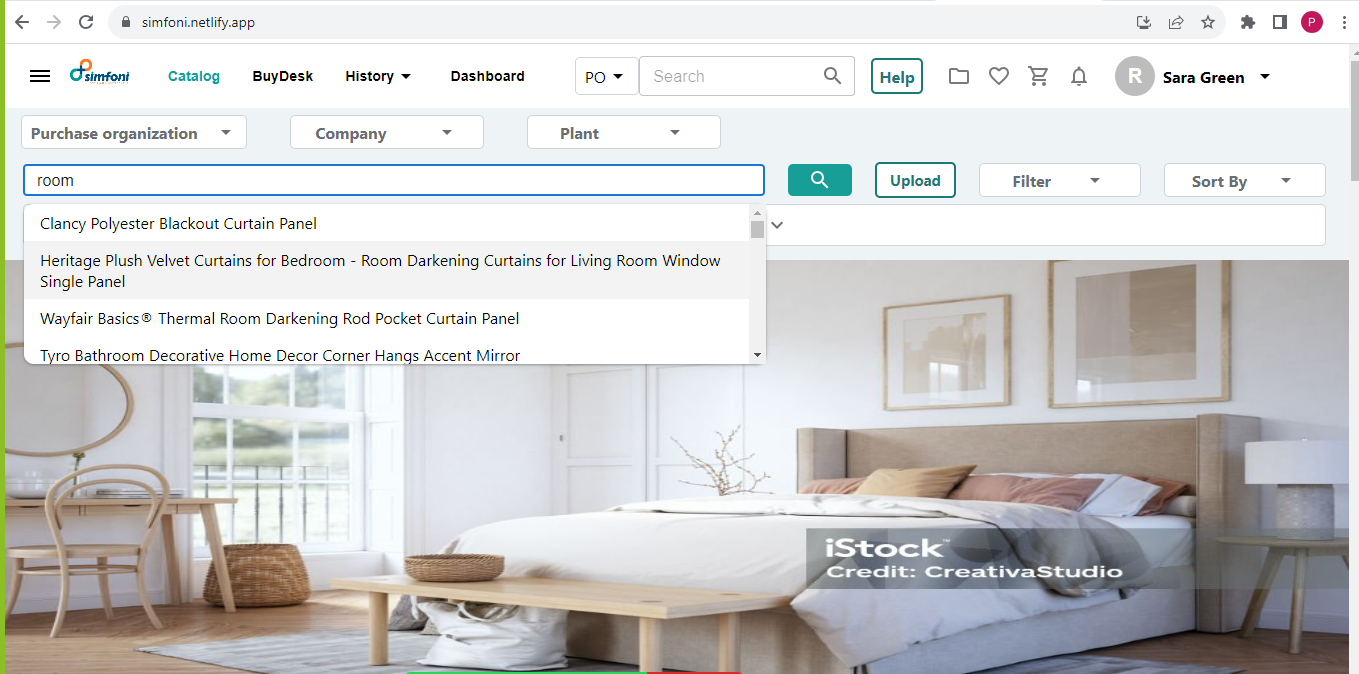 simfoni.netlify.app
P
simfoni
Catalog
BuyDesk
History
Dashboard
PO
Search
Help
R
Sara Green
Purchase organization
Company
Plant
room
Upload
Filter
Sort By
Clancy Polyester Blackout Curtain Panel
Heritage Plush Velvet Curtains for Bedroom - Room Darkening Curtains for Living Room Window
Single Panel
Wayfair Basics® Thermal Room Darkening Rod Pocket Curtain Panel
Tyro Bathroom Decorative Home Decor Corner Hangs Accent Mirror
iStock™
Credit: CreativaStudio